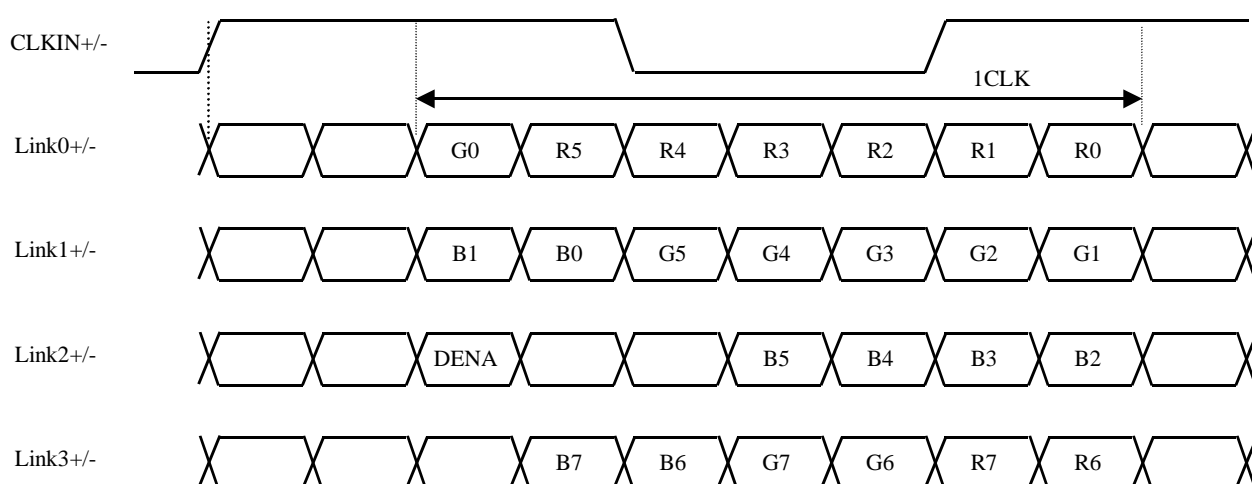 CLKIN+/-
1CLK
Link0+/- G0 R5 R4 R3 R2 R1 R0
Link1+/- B1 B0 G5 G4 G3 G2 G1
Link2+/- DENA B5 B4 B3 B2
Link3+/- B7 B6 G7 G6 R7 R6